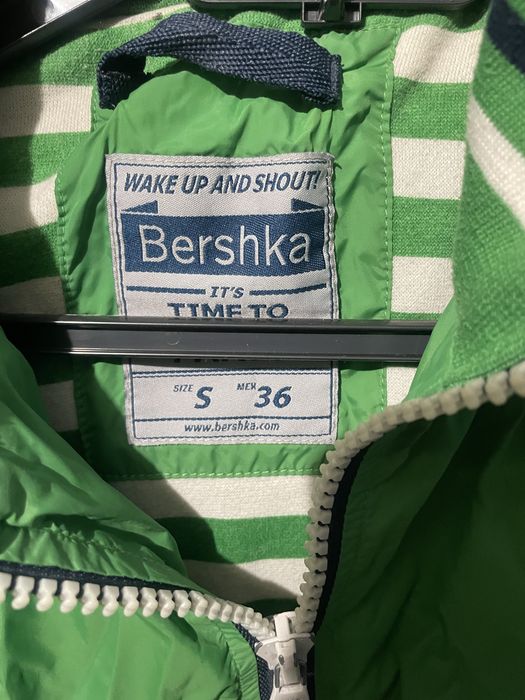 WAKE UP AND SHOUT!
Bershka
IT'S
TIME TO
SIZE S MEX 36
www.bershka.com